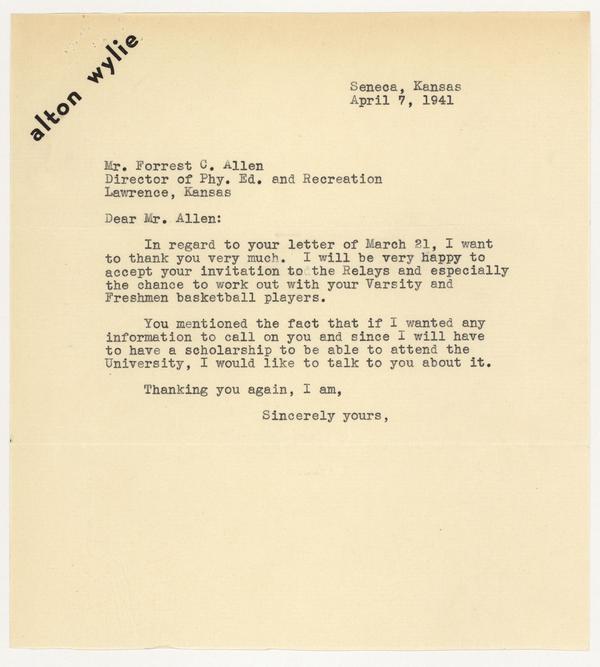 alton wylie
Seneca, Kansas
April 7, 1941
Mr. Forrest C. Allen
Director of Phy. Ed. and Recreation
Lawrence, Kansas
Dear Mr. Allen:
In regard to your letter of March 21, I want
to thank you very much. I will be very happy to
accept your invitation to the Relays and especially
the chance to work out with your Varsity and
Freshmen basketball players.
You mentioned the fact that if I wanted any
information to call on you and since I will have
to have a scholarship to be able to attend the
University, I would like to talk to you about it.
Thanking you again, I am,
Sincerely yours,